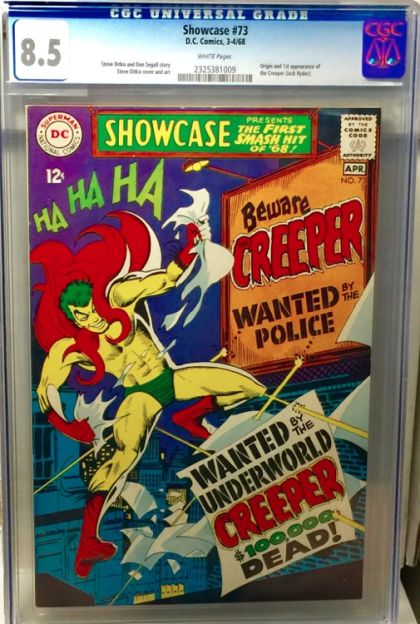 CGC UNIVERSAL GRADE
8.5
Showcase #73
D.C. Comics, 3-4/68
WHITE Pages
Steve Ditko and Don Segall story
Steve Ditko cover and art
2325381009
Origin and 1st appearance of
the Creeper (Jack Ryder).
CGC
SUPERMAN
DC
NATIONAL COMICS
SHOWCASE
PRESENTS
THE FIRST
SMASH HIT
OF '68!
APPROVED
BY THE
COMICS
CODE
AUTHORITY
APR.
NO. 73
12¢
HA HA HA
Beware
CREEPER
WANTED BY THE
POLICE
WANTED BY THE
UNDERWORLD
CREEPER
$100,000
DEAD!